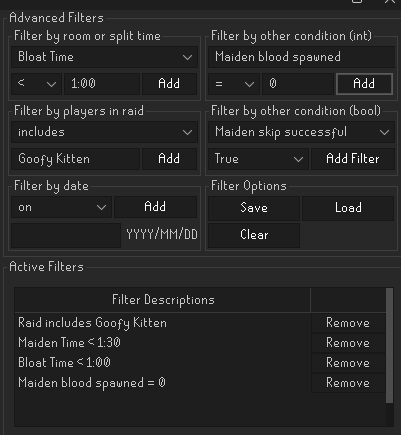 Advanced Filters
Filter by room or split time
Bloat Time
<
1:00
Add
Filter by other condition (int)
Maiden blood spawned
=
0
Add
Filter by players in raid
includes
Goofy Kitten
Add
Filter by other condition (bool)
Maiden skip successful
True
Add Filter
Filter by date
on
Add
YYYY/MM/DD
Filter Options
Save
Load
Clear
Active Filters
Filter Descriptions
Raid includes Goofy Kitten Remove
Maiden Time < 1:30 Remove
Bloat Time < 1:00 Remove
Maiden blood spawned = 0 Remove